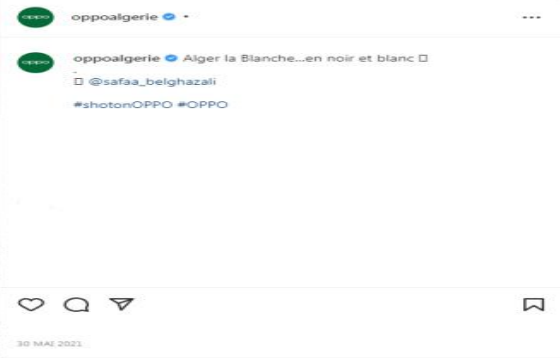 oppo oppoalgerie • ...
oppo oppoalgerie Alger la Blanche...en noir et blanc □
.
□ @safaa_belghazali
#shotonOPPO #OPPO
30 MAI 2021